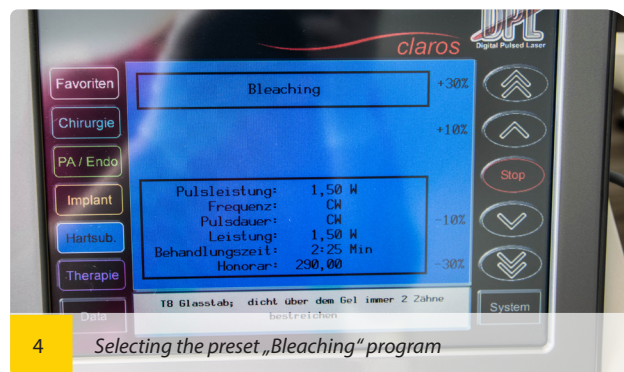 DPL
claros
Digital Pulsed Laser
Favoriten
Chirurgie
PA / Endo
Implant
Hartsub.
Therapie
Data
Bleaching
+30%
+10%
-10%
-30%
Pulsleistung: 1,50 W
Frequenz: CW
Pulsdauer: CW
Leistung: 1,50 W
Behandlungszeit: 2:25 Min
Honorar: 290,00
T8 Glasstab; dicht über dem Gel immer 2 Zähne
bestreichen
Stop
System
4 Selecting the preset „Bleaching“ program